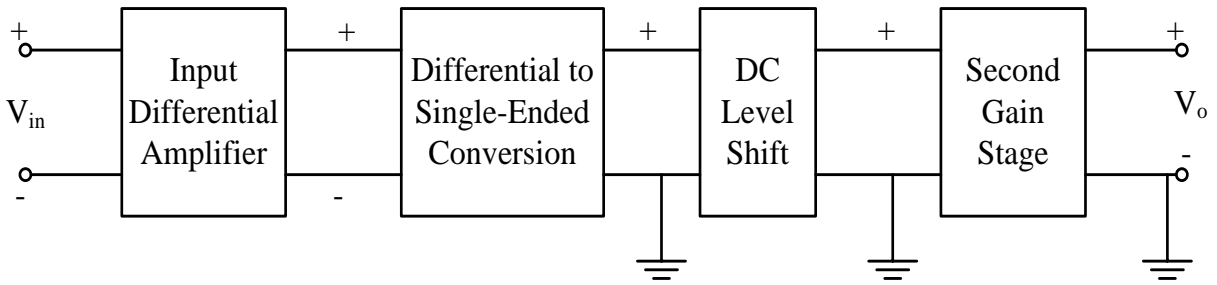 + + + + +
Input
Differential
Amplifier
Differential to
Single-Ended
Conversion
DC
Level
Shift
Second
Gain
Stage
V_in
V_o
- - -